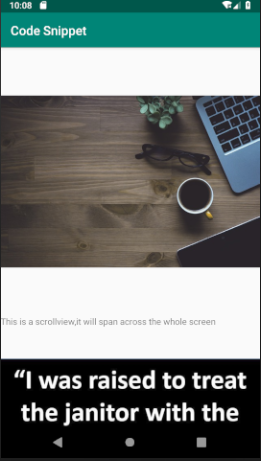 10:08
Code Snippet
This is a scrollview,it will span across the whole screen
“I was raised to treat
the janitor with the